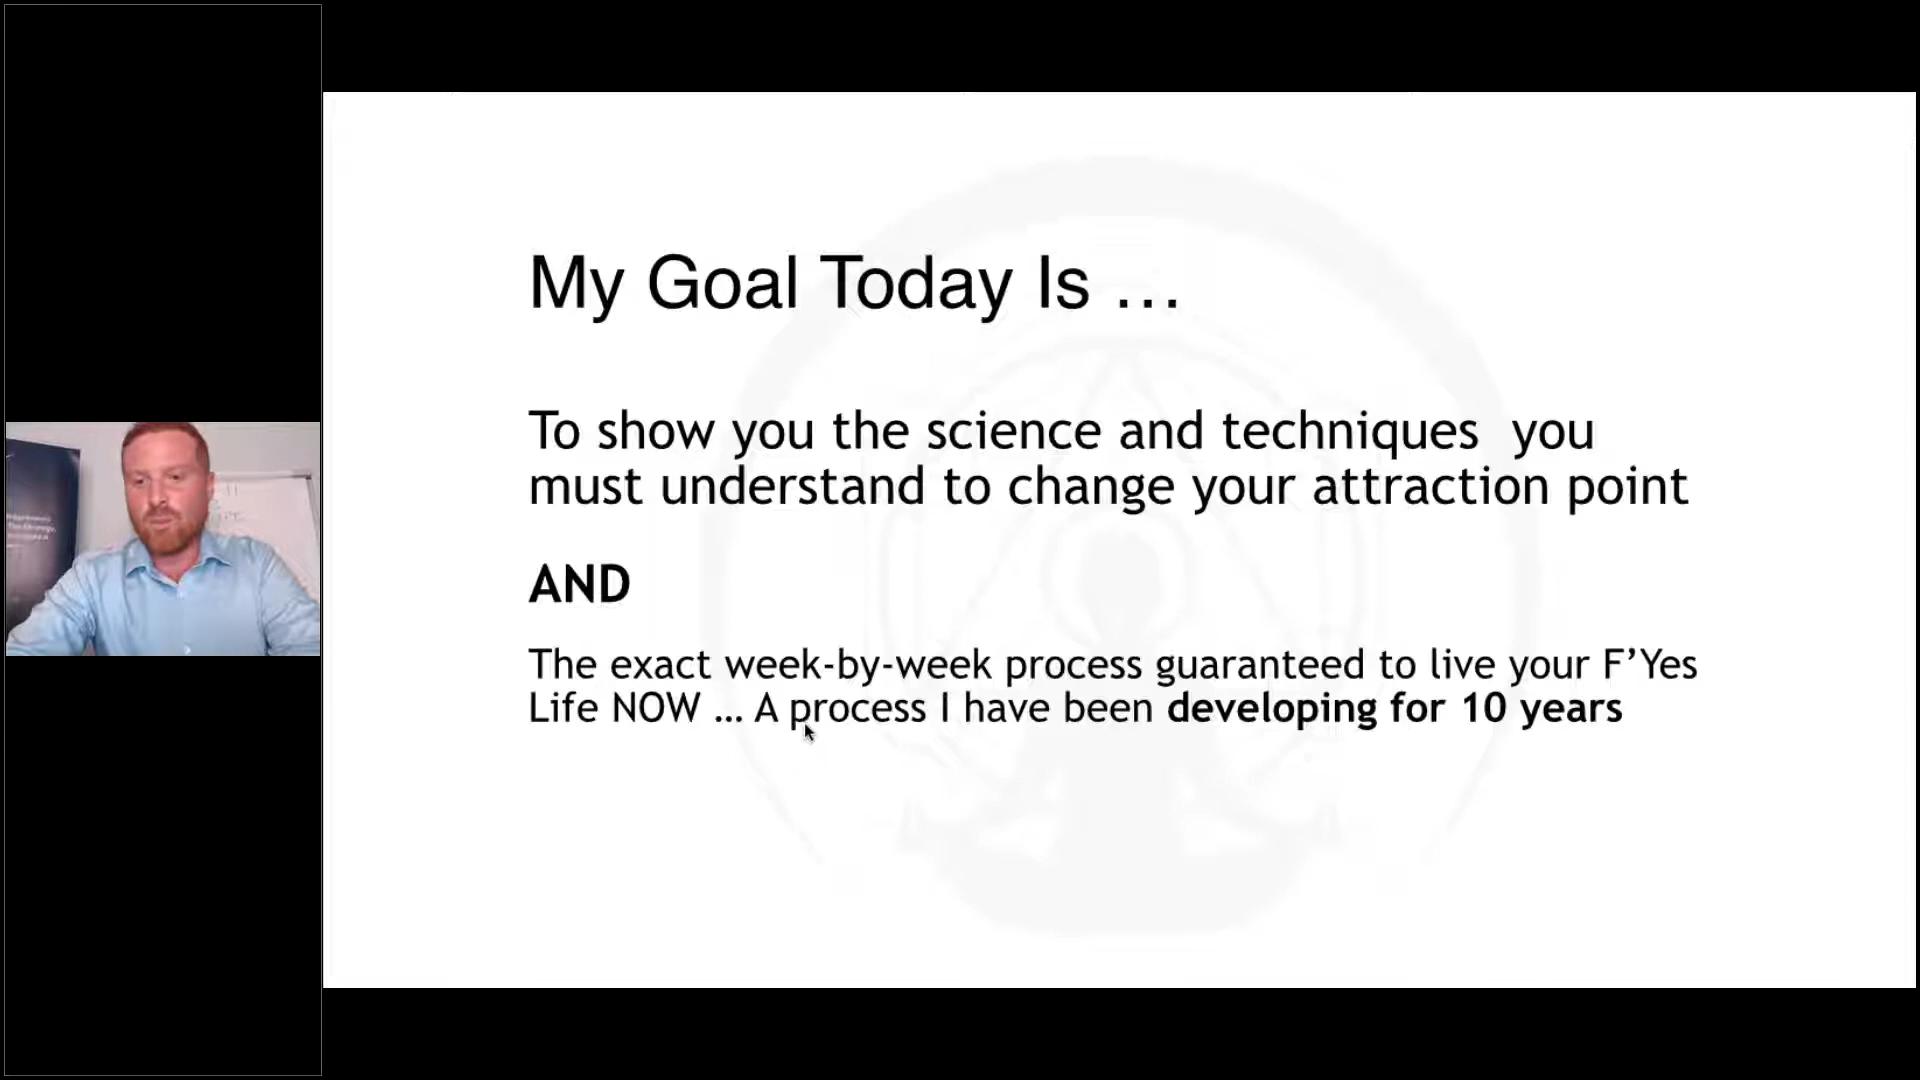 My Goal Today Is …
To show you the science and techniques  you
must understand to change your attraction point
AND
The exact week-by-week process guaranteed to live your F’Yes
Life NOW … A process I have been developing for 10 years